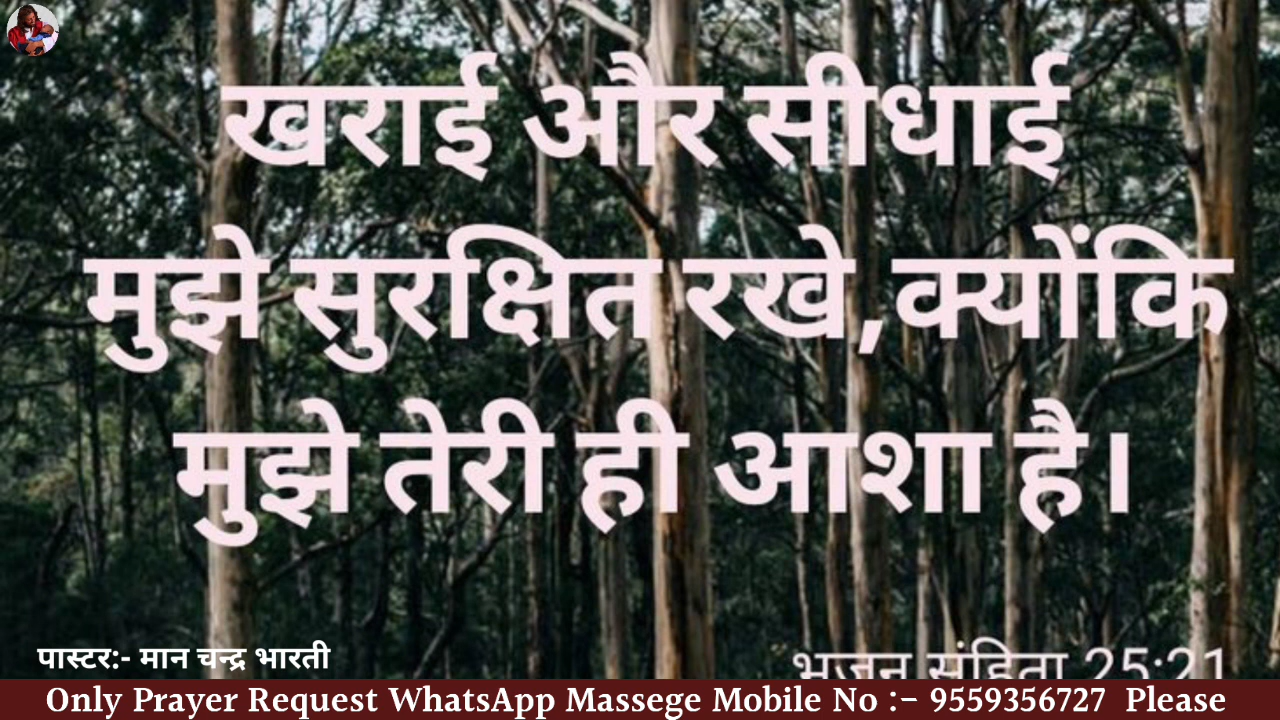 खराई और सीधाई
मुझे सुरक्षित रखे,क्योंकि
मुझे तेरी ही आशा है।
पास्टरः- मान चन्द्र भारती
भजन संहिता 25:21
Only Prayer Request WhatsApp Massege Mobile No :- 9559356727 Please